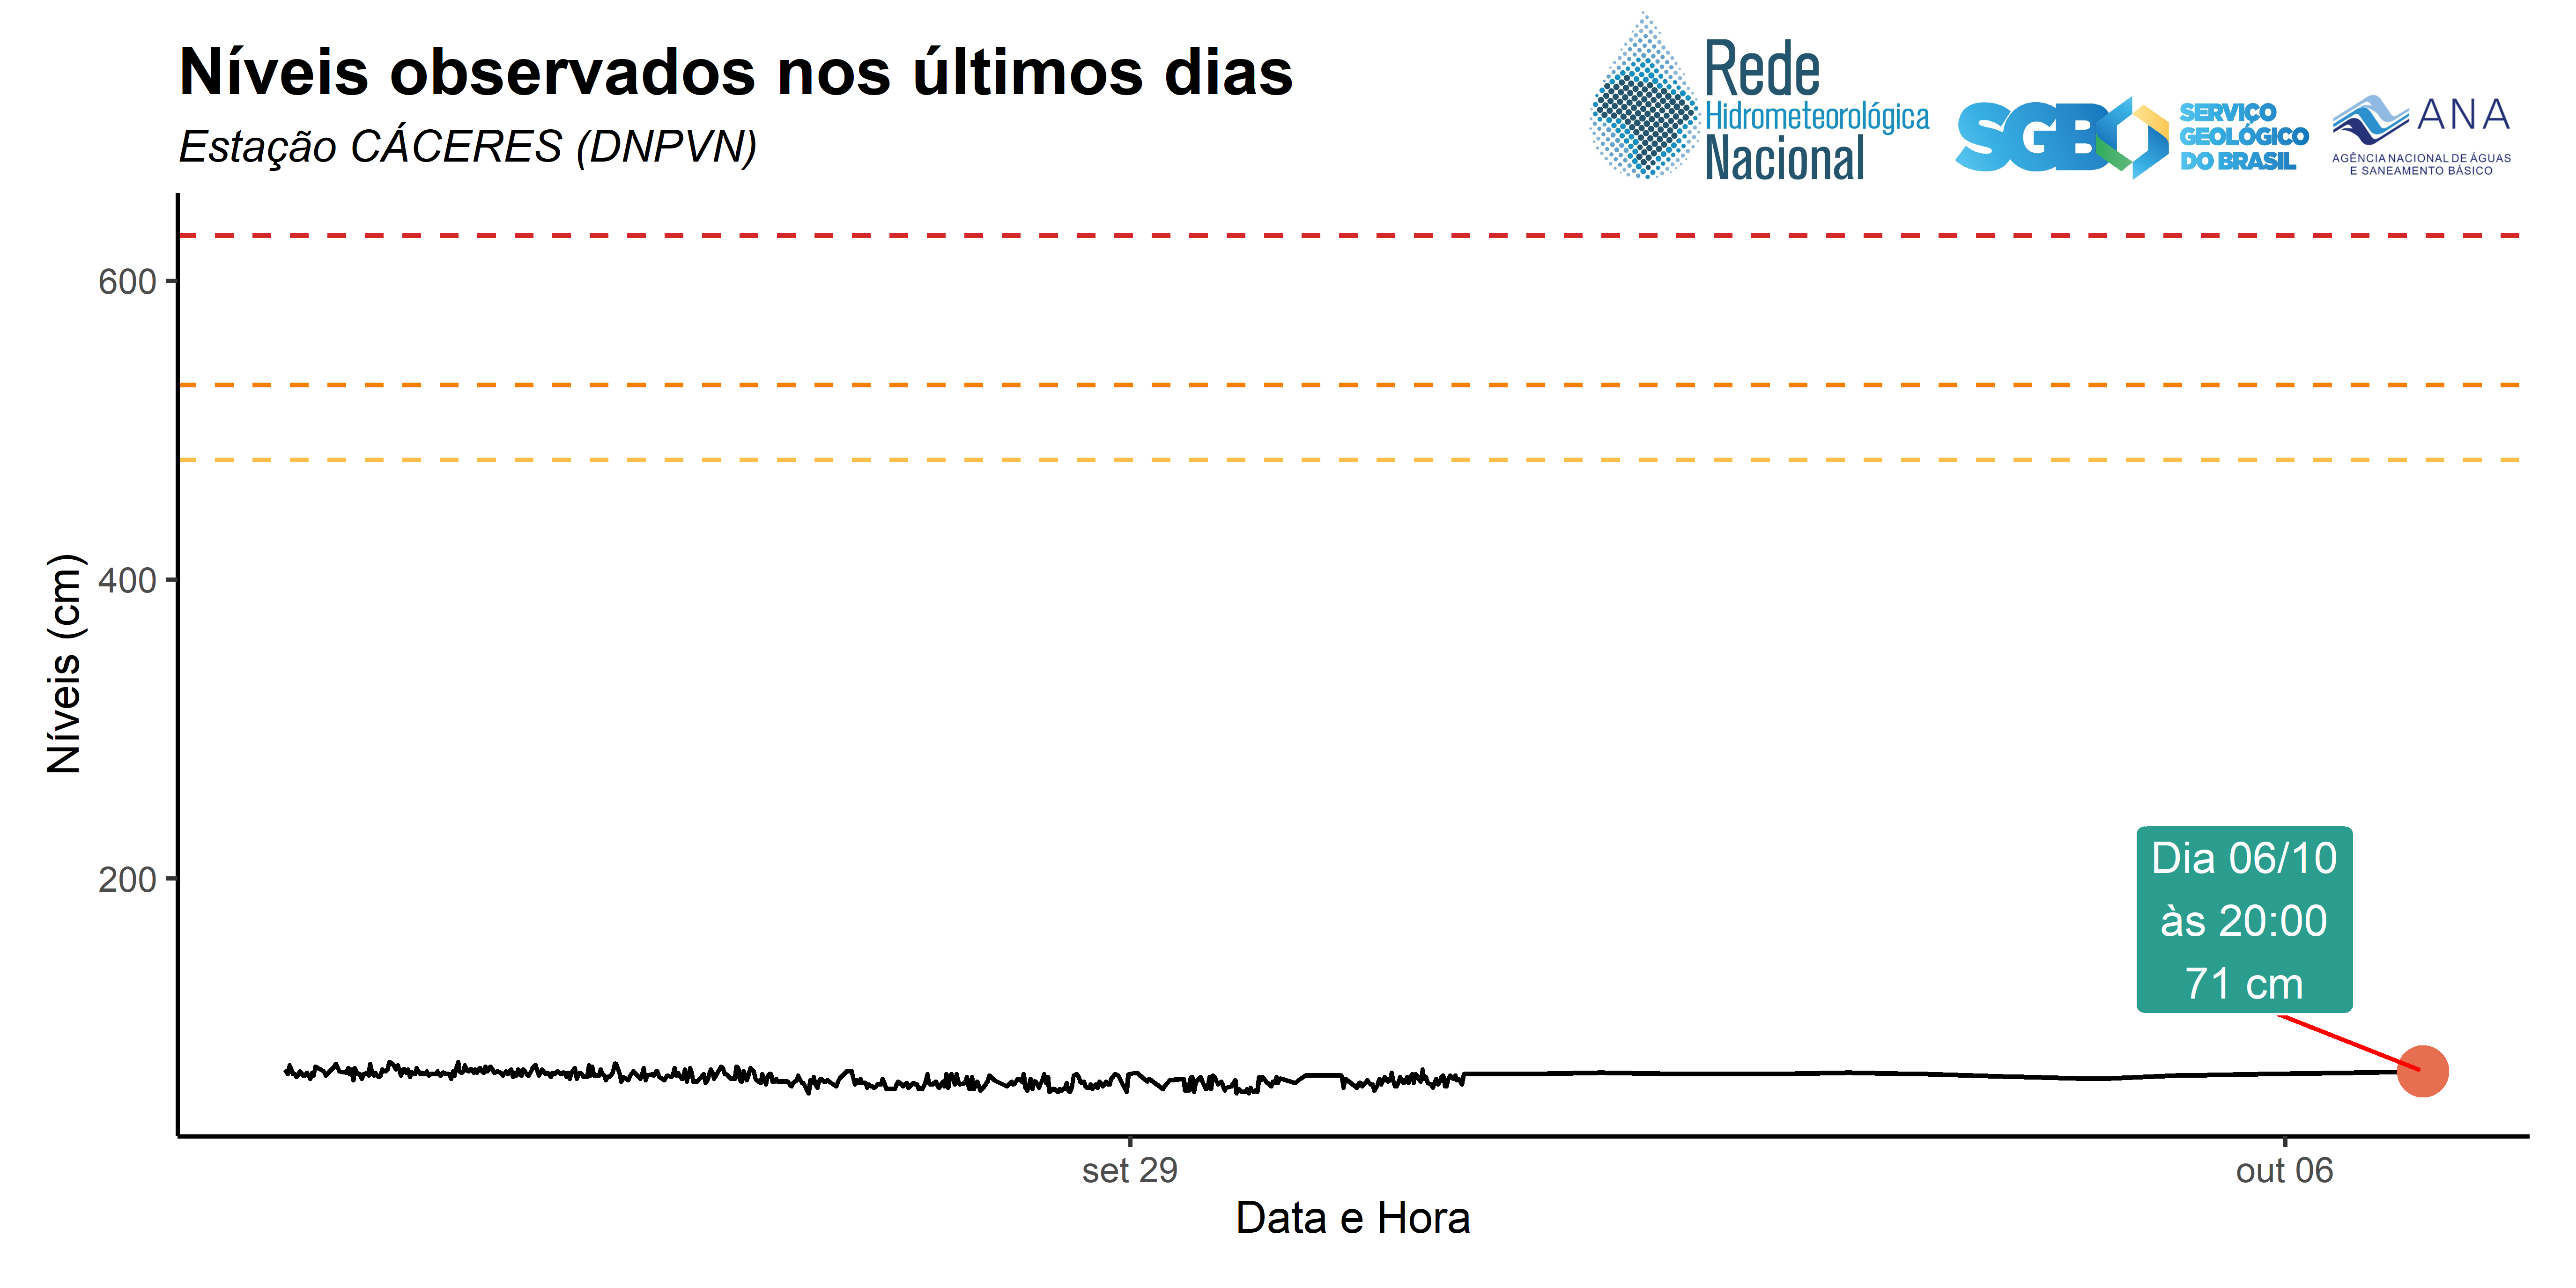 Níveis observados nos últimos dias
Estação CÁCERES (DNPVN)
Rede
Hidrometeorológica
Nacional
SGB
SERVIÇO
GEOLÓGICO
DO BRASIL
ANA
AGÊNCIA NACIONAL DE ÁGUAS
E SANEAMENTO BÁSICO
Níveis (cm)
600
400
200
Dia 06/10
às 20:00
71 cm
set 29
out 06
Data e Hora